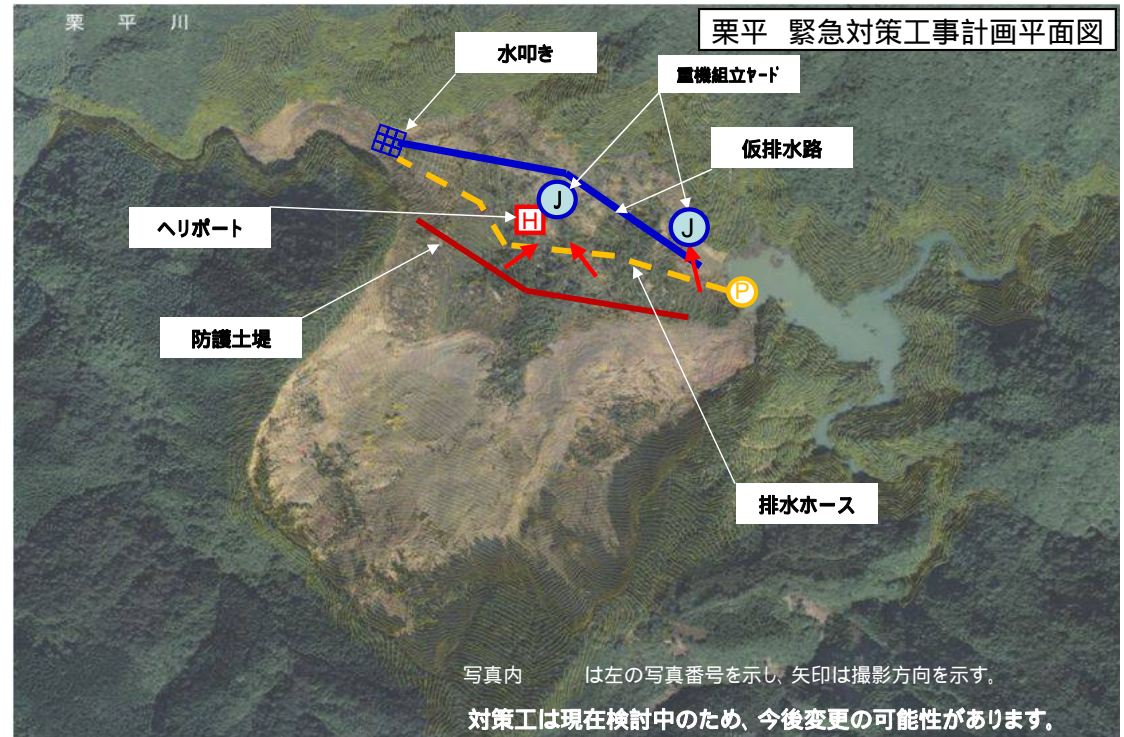 栗平川
栗平 緊急対策工事計画平面図
水叩き
重機組立ﾔｰﾄﾞ
仮排水路
J
J
ヘリポート
H
P
防護土堤
排水ホース
写真内 は左の写真番号を示し、矢印は撮影方向を示す。
対策工は現在検討中のため、今後変更の可能性があります。